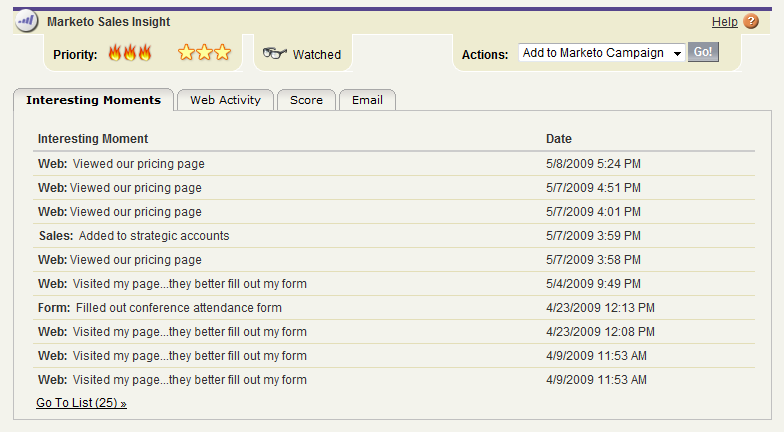 Marketo Sales Insight Help ?
Priority: Watched Actions: Add to Marketo Campaign Go!
Interesting Moments Web Activity Score Email
Interesting Moment Date
Web: Viewed our pricing page 5/8/2009 5:24 PM
Web: Viewed our pricing page 5/7/2009 4:51 PM
Web: Viewed our pricing page 5/7/2009 4:01 PM
Sales: Added to strategic accounts 5/7/2009 3:59 PM
Web: Viewed our pricing page 5/7/2009 3:58 PM
Web: Visited my page...they better fill out my form 5/4/2009 9:49 PM
Form: Filled out conference attendance form 4/23/2009 12:13 PM
Web: Visited my page...they better fill out my form 4/23/2009 12:08 PM
Web: Visited my page...they better fill out my form 4/9/2009 11:53 AM
Web: Visited my page...they better fill out my form 4/9/2009 11:53 AM
Go To List (25) »